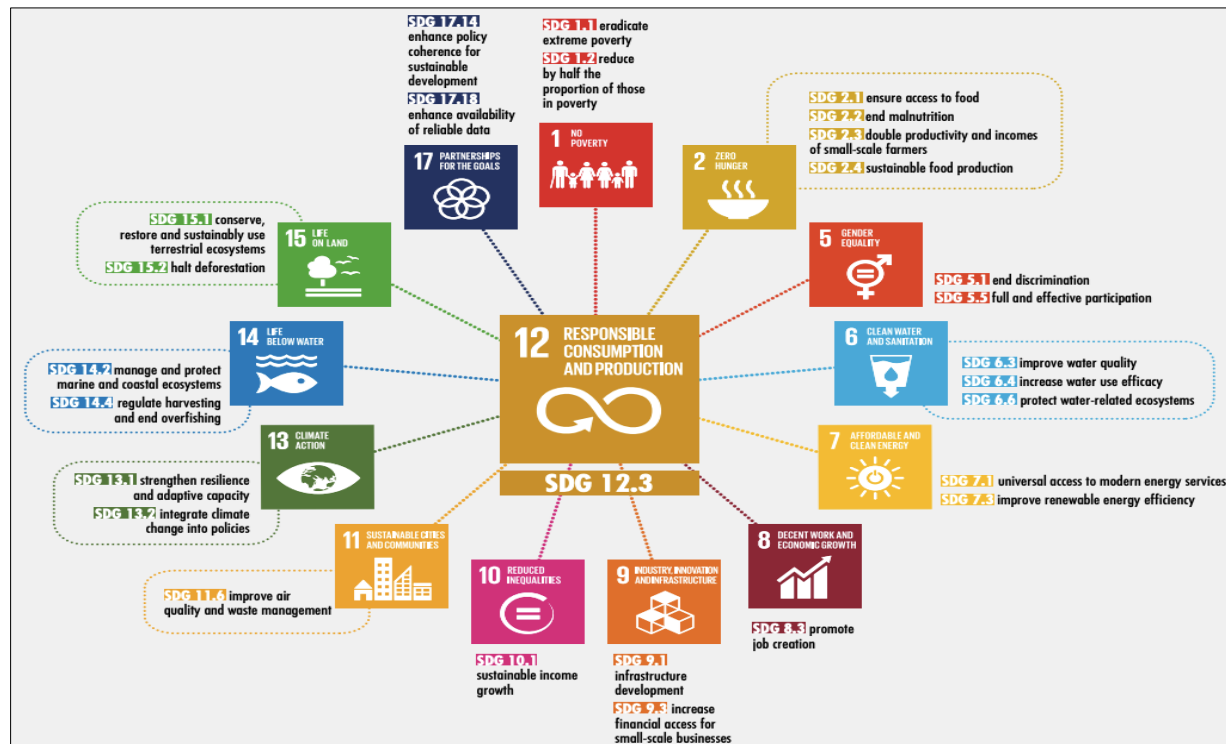 SDG 17.14
enhance policy
coherence for
sustainable
development
SDG 17.18
enhance availability
of reliable data
17 PARTNERSHIPS
FOR THE GOALS
SDG 1.1 eradicate
extreme poverty
SDG 1.2 reduce
by half the
proportion of those
in poverty
1 NO
POVERTY
2 ZERO
HUNGER
SDG 2.1 ensure access to food
SDG 2.2 end malnutrition
SDG 2.3 double productivity and incomes
of small-scale farmers
SDG 2.4 sustainable food production
5 GENDER
EQUALITY
SDG 5.1 end discrimination
SDG 5.5 full and effective participation
6 CLEAN WATER
AND SANITATION
SDG 6.3 improve water quality
SDG 6.4 increase water use efficacy
SDG 6.6 protect water-related ecosystems
7 AFFORDABLE AND
CLEAN ENERGY
SDG 7.1 universal access to modern energy services
SDG 7.3 improve renewable energy efficiency
8 DECENT WORK AND
ECONOMIC GROWTH
SDG 8.3 promote
job creation
9 INDUSTRY, INNOVATION
AND INFRASTRUCTURE
SDG 9.1
infrastructure
development
SDG 9.3 increase
financial access for
small-scale businesses
10 REDUCED
INEQUALITIES
SDG 10.1
sustainable income
growth
11 SUSTAINABLE CITIES
AND COMMUNITIES
SDG 11.6 improve air
quality and waste management
13 CLIMATE
ACTION
SDG 13.1 strengthen resilience
and adaptive capacity
SDG 13.2 integrate climate
change into policies
14 LIFE
BELOW WATER
SDG 14.2 manage and protect
marine and coastal ecosystems
SDG 14.4 regulate harvesting
and end overfishing
15 LIFE
ON LAND
SDG 15.1 conserve,
restore and sustainably use
terrestrial ecosystems
SDG 15.2 halt deforestation
12 RESPONSIBLE
CONSUMPTION
AND PRODUCTION
SDG 12.3